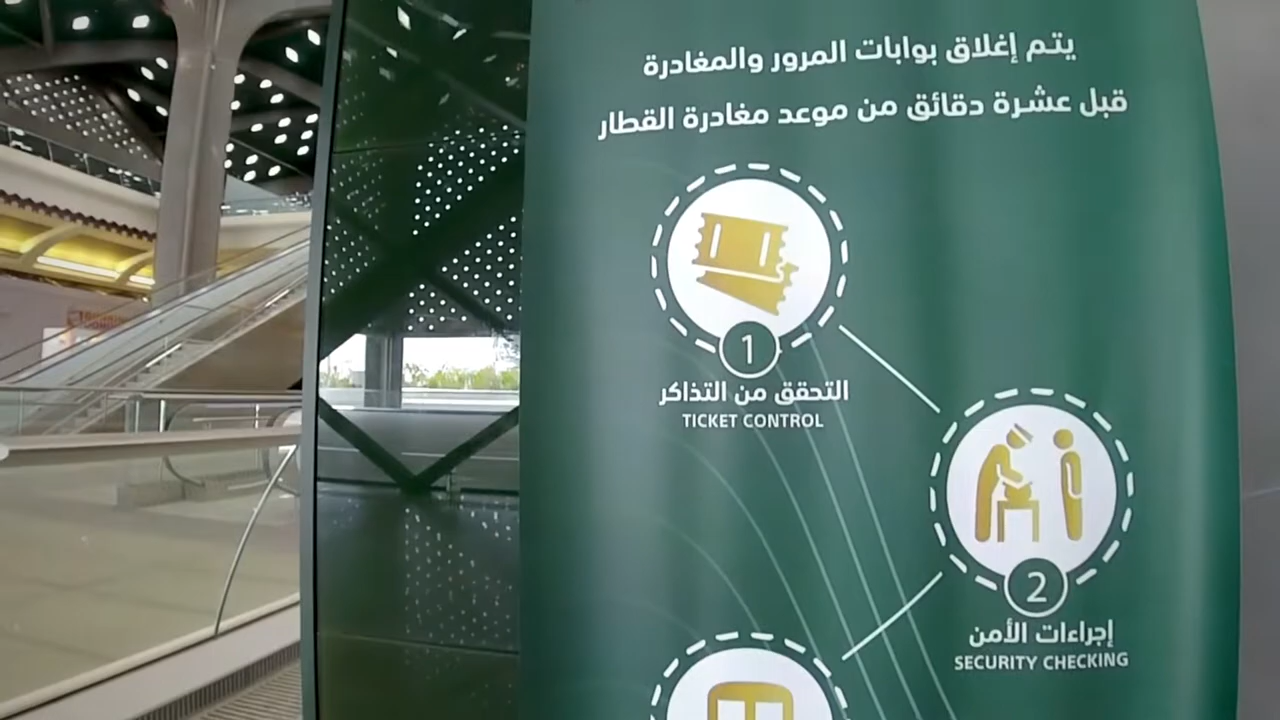 يتم إغلاق بوابات المرور والمغادرة
قبل عشرة دقائق من موعد مغادرة القطار
1
التحقق من التذاكر
TICKET CONTROL
2
إجراءات الأمن
SECURITY CHECKING